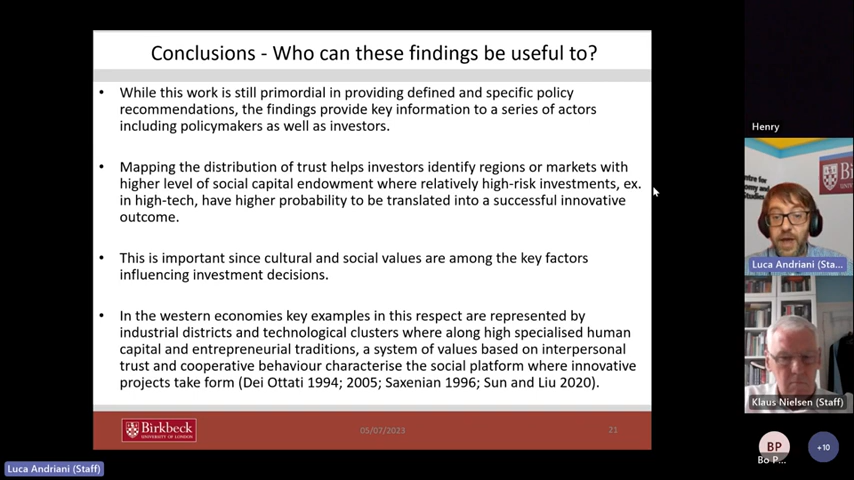 Conclusions - Who can these findings be useful to?
• While this work is still primordial in providing defined and specific policy
recommendations, the findings provide key information to a series of actors
including policymakers as well as investors.
• Mapping the distribution of trust helps investors identify regions or markets with
higher level of social capital endowment where relatively high-risk investments, ex.
in high-tech, have higher probability to be translated into a successful innovative
outcome.
• This is important since cultural and social values are among the key factors
influencing investment decisions.
• In the western economies key examples in this respect are represented by
industrial districts and technological clusters where along high specialised human
capital and entrepreneurial traditions, a system of values based on interpersonal
trust and cooperative behaviour characterise the social platform where innovative
projects take form (Dei Ottati 1994; 2005; Saxenian 1996; Sun and Liu 2020).
Birkbeck
UNIVERSITY OF LONDON
05/07/2023
21
Luca Andriani (Staff)
Henry
Luca Andriani (Sta...
Klaus Nielsen (Staff)
BP
Bo P...
+10